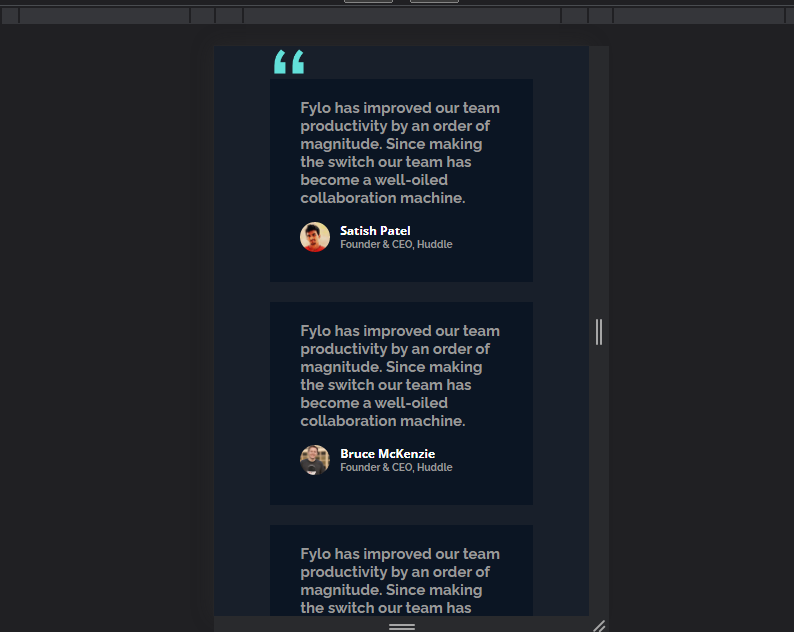 “
Fylo has improved our team
productivity by an order of
magnitude. Since making
the switch our team has
become a well-oiled
collaboration machine.
Satish Patel
Founder & CEO, Huddle
Fylo has improved our team
productivity by an order of
magnitude. Since making
the switch our team has
become a well-oiled
collaboration machine.
Bruce McKenzie
Founder & CEO, Huddle
Fylo has improved our team
productivity by an order of
magnitude. Since making
the switch our team has